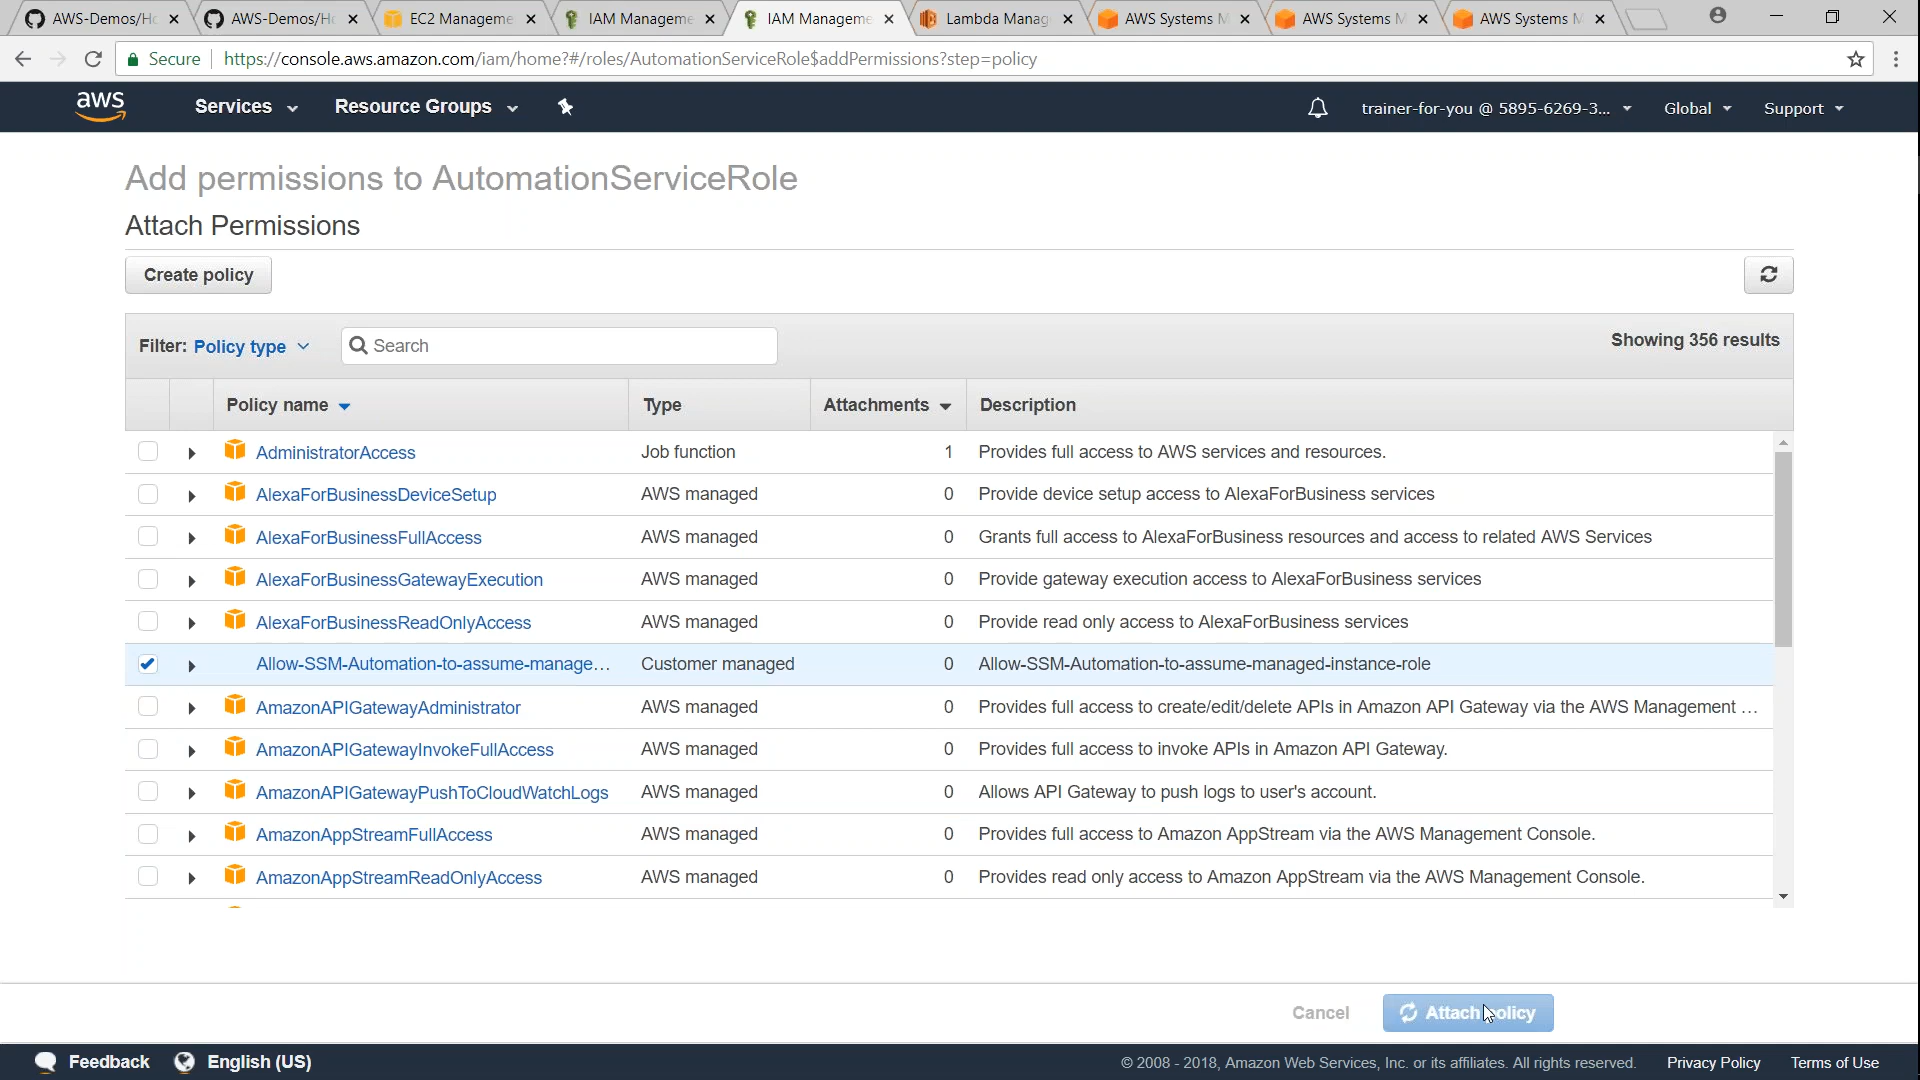 AWS-Demos/Ho
AWS-Demos/Ho
EC2 Manageme
IAM Manageme
IAM Manageme
Lambda Manag
AWS Systems M
AWS Systems M
AWS Systems M
Secure
https://console.aws.amazon.com/iam/home?#/roles/AutomationServiceRole$addPermissions?step=policy
aws
Services
Resource Groups
trainer-for-you @ 5895-6269-3...
Global
Support
Add permissions to AutomationServiceRole
Attach Permissions
Create policy
Filter: Policy type
Search
Showing 356 results
Policy name Type Attachments Description
AdministratorAccess Job function 1 Provides full access to AWS services and resources.
AlexaForBusinessDeviceSetup AWS managed 0 Provide device setup access to AlexaForBusiness services
AlexaForBusinessFullAccess AWS managed 0 Grants full access to AlexaForBusiness resources and access to related AWS Services
AlexaForBusinessGatewayExecution AWS managed 0 Provide gateway execution access to AlexaForBusiness services
AlexaForBusinessReadOnlyAccess AWS managed 0 Provide read only access to AlexaForBusiness services
Allow-SSM-Automation-to-assume-manage... Customer managed 0 Allow-SSM-Automation-to-assume-managed-instance-role
AmazonAPIGatewayAdministrator AWS managed 0 Provides full access to create/edit/delete APIs in Amazon API Gateway via the AWS Management ...
AmazonAPIGatewayInvokeFullAccess AWS managed 0 Provides full access to invoke APIs in Amazon API Gateway.
AmazonAPIGatewayPushToCloudWatchLogs AWS managed 0 Allows API Gateway to push logs to user's account.
AmazonAppStreamFullAccess AWS managed 0 Provides full access to Amazon AppStream via the AWS Management Console.
AmazonAppStreamReadOnlyAccess AWS managed 0 Provides read only access to Amazon AppStream via the AWS Management Console.
Cancel
Attach policy
Feedback
English (US)
© 2008 - 2018, Amazon Web Services, Inc. or its affiliates. All rights reserved.
Privacy Policy
Terms of Use